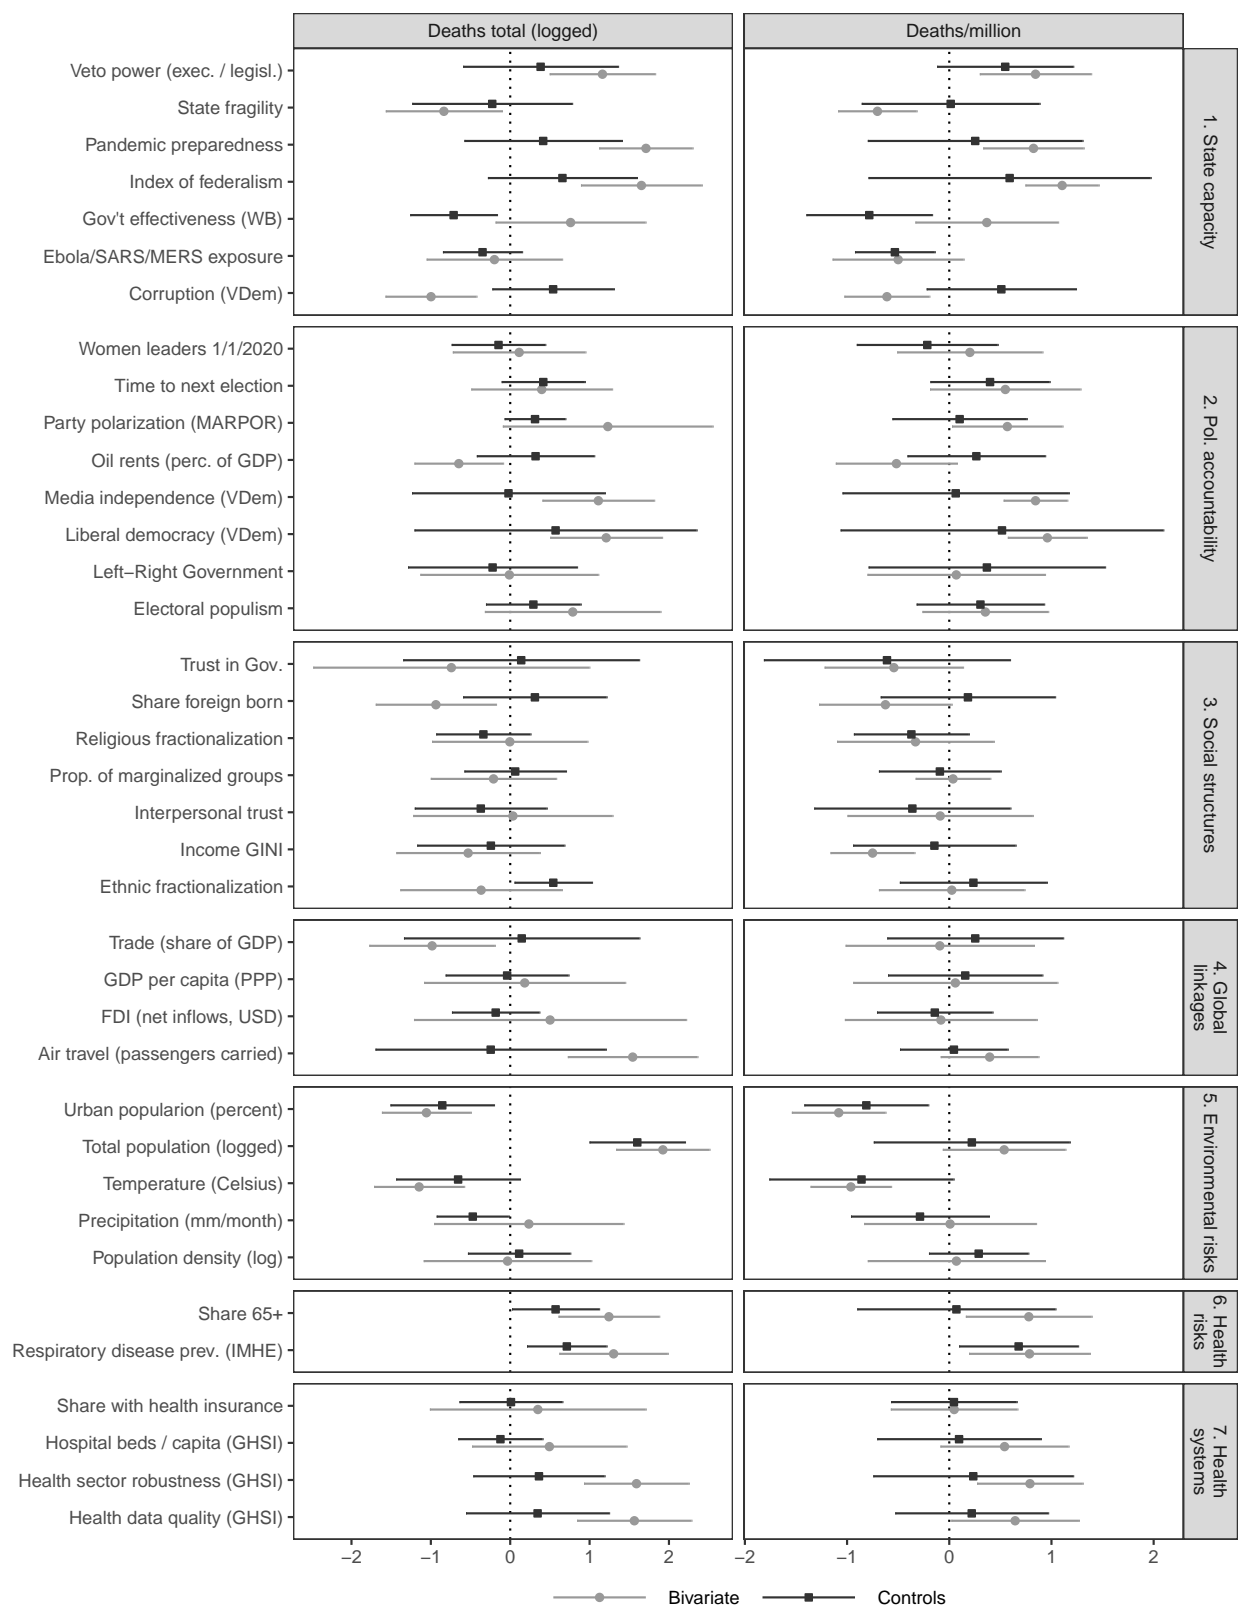 Deaths total (logged)
Deaths/million
Veto power (exec. / legisl.)
State fragility
Pandemic preparedness
Index of federalism
Gov't effectiveness (WB)
Ebola/SARS/MERS exposure
Corruption (VDem)
1. State capacity
Women leaders 1/1/2020
Time to next election
Party polarization (MARPOR)
Oil rents (perc. of GDP)
Media independence (VDem)
Liberal democracy (VDem)
Left−Right Government
Electoral populism
2. Pol. accountability
Trust in Gov.
Share foreign born
Religious fractionalization
Prop. of marginalized groups
Interpersonal trust
Income GINI
Ethnic fractionalization
3. Social structures
Trade (share of GDP)
GDP per capita (PPP)
FDI (net inflows, USD)
Air travel (passengers carried)
4. Global
linkages
Urban popularion (percent)
Total population (logged)
Temperature (Celsius)
Precipitation (mm/month)
Population density (log)
5. Environmental risks
Share 65+
Respiratory disease prev. (IMHE)
6. Health
risks
Share with health insurance
Hospital beds / capita (GHSI)
Health sector robustness (GHSI)
Health data quality (GHSI)
7. Health
systems
−2 −1 0 1 2 −2 −1 0 1 2
Bivariate Controls